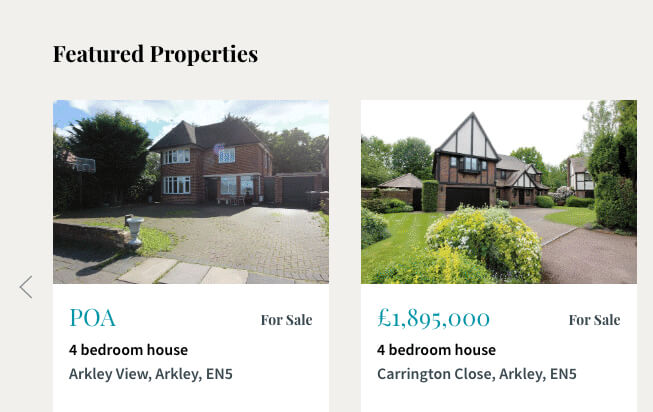 Featured Properties
POA
For Sale
4 bedroom house
Arkley View, Arkley, EN5
£1,895,000
For Sale
4 bedroom house
Carrington Close, Arkley, EN5